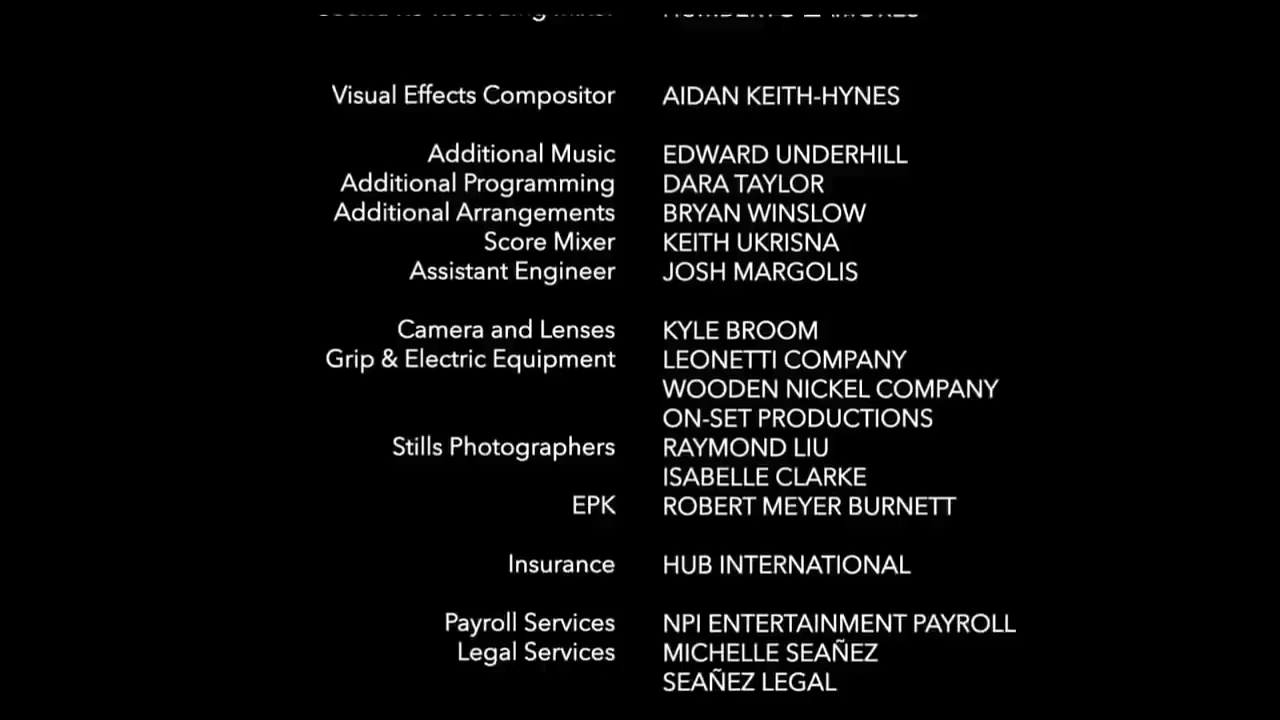 Visual Effects Compositor AIDAN KEITH-HYNES
Additional Music EDWARD UNDERHILL
Additional Programming DARA TAYLOR
Additional Arrangements BRYAN WINSLOW
Score Mixer KEITH UKRISNA
Assistant Engineer JOSH MARGOLIS
Camera and Lenses KYLE BROOM
Grip & Electric Equipment LEONETTI COMPANY
WOODEN NICKEL COMPANY
ON-SET PRODUCTIONS
Stills Photographers RAYMOND LIU
ISABELLE CLARKE
EPK ROBERT MEYER BURNETT
Insurance HUB INTERNATIONAL
Payroll Services NPI ENTERTAINMENT PAYROLL
Legal Services MICHELLE SEAÑEZ
SEAÑEZ LEGAL